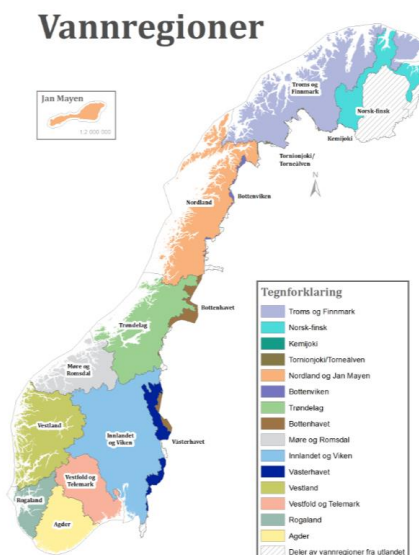 Vannregioner
Jan Mayen
1:2 000 000
Troms og
Finnmark
Norsk-finsk
Kemijoki
Tornionjoki/
Torneälven
N
Nordland
Bottenviken
Bottenhavet
Trøndelag
Møre og
Romsdal
Vestland
Innlandet
og Viken
Västerhavet
Vestfold og
Telemark
Rogaland
Agder
Tegnforklaring
Troms og Finnmark
Norsk-finsk
Kemijoki
Tornionjoki/Torneälven
Nordland og Jan Mayen
Bottenviken
Trøndelag
Bottenhavet
Møre og Romsdal
Innlandet og Viken
Västerhavet
Vestland
Vestfold og Telemark
Rogaland
Agder
Deler av vannregioner fra utlandet